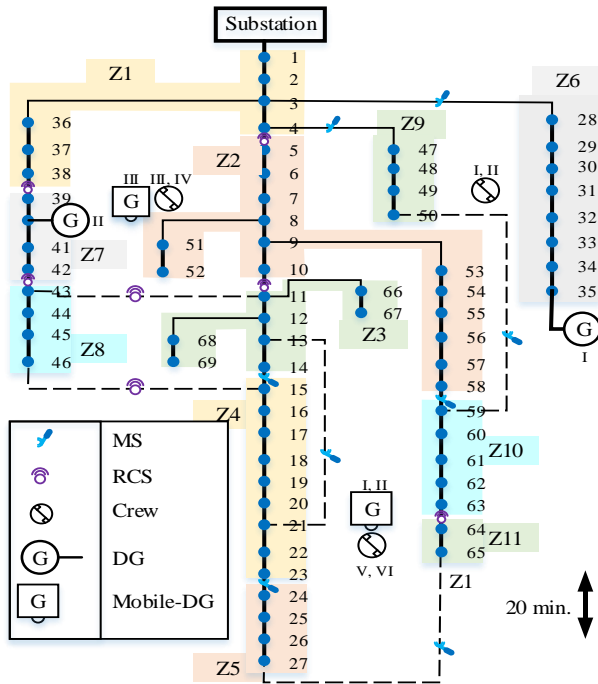 Substation
1
2
3
4
5
6
7
8
9
10
11
12
13
14
15
16
17
18
19
20
21
22
23
24
25
26
27
Z1
36
37
38
39
G II
41
42
43
44
45
46
Z7
Z8
Z2
III
G
III, IV
51
52
66
67
68
69
Z3
Z4
Z5
Z9
47
48
49
50
I, II
Z6
28
29
30
31
32
33
34
35
G
I
53
54
55
56
57
58
59
60
61
62
63
64
65
Z10
Z11
Z1
I, II
G
V, VI
20 min.
MS
RCS
Crew
G DG
G Mobile-DG